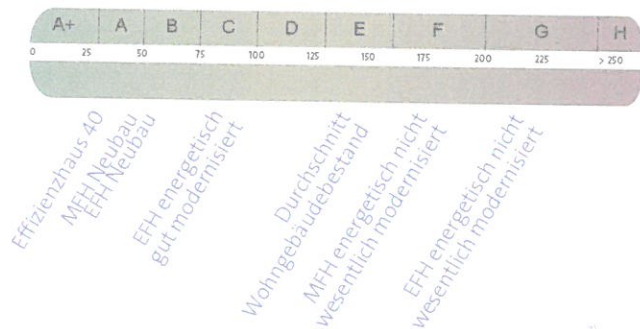 A+ A B C D E F G H
0 25 50 75 100 125 150 175 200 225 > 250
Effizienzhaus 40
MFH Neubau
EFH Neubau
EFH energetisch
gut modernisiert
Durchschnitt
Wohngebäudebestand
MFH energetisch nicht
wesentlich modernisiert
EFH energetisch nicht
wesentlich modernisiert